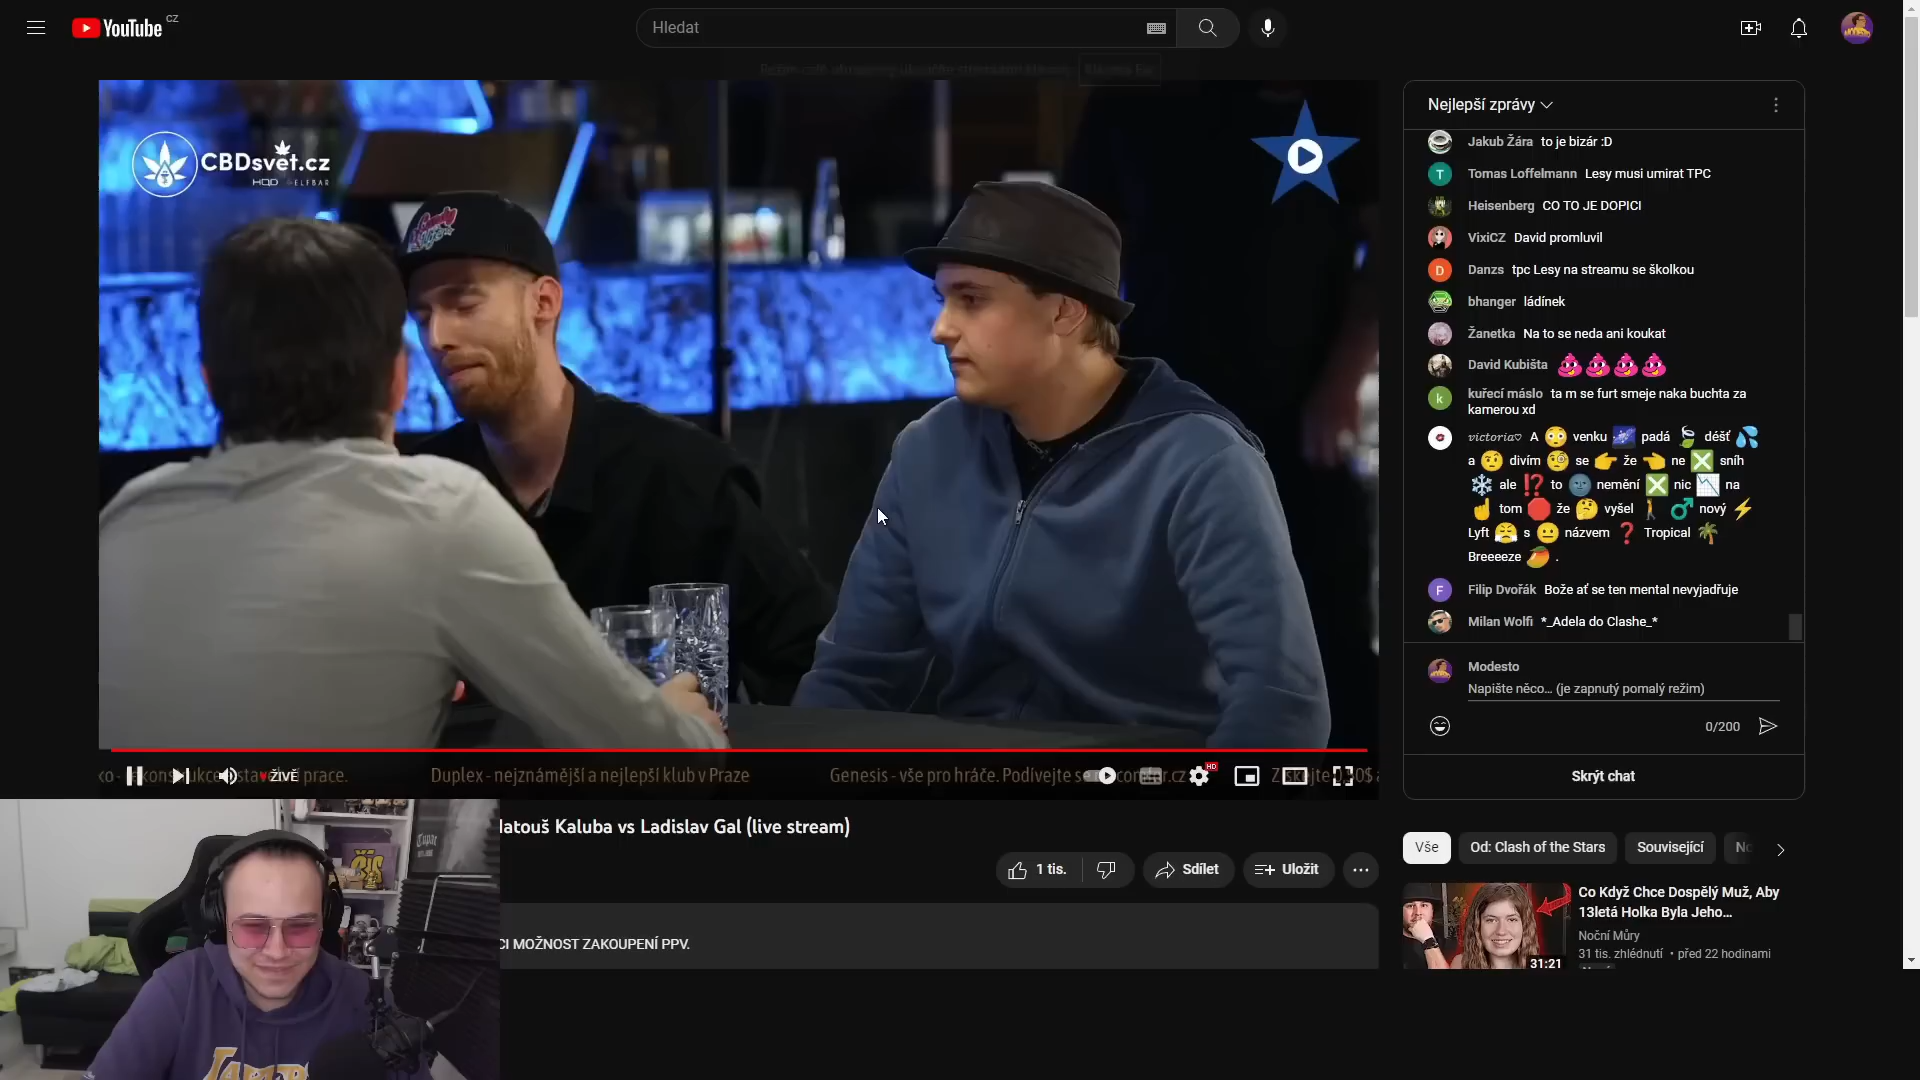 YouTube CZ
Hledat
CBDsvět.cz
HQD ELFBAR
Duplex - nejznámější a nejlepší klub v Praze
Genesis - vše pro hráče. Podívejte se
ŽIVĚ
HD
Matouš Kaluba vs Ladislav Gal (live stream)
1 tis.
Sdílet
Uložit
MOŽNOST ZAKOUPENÍ PPV.
Nejlepší zprávy
Jakub Žára to je bizár :D
T
Tomas Loffelmann Lesy musi umirat TPC
Heisenberg CO TO JE DOPICI
VixiCZ David promluvil
D
Danzs tpc Lesy na streamu se školkou
bhanger ládínek
Žanetka Na to se neda ani koukat
David Kubišta 💩💩💩💩
k
kuřecí máslo ta m se furt smeje naka buchta za
kamerou xd
victoria♡ A 😳 venku 🌌 padá 🍃 déšť 💦
a 🤨 divím 🧐 se 👉 že 👈 ne ❎ sníh
❄️ ale ⁉️ to 🌚 nemění ❎ nic 📉 na
☝️ tom 🛑 že 🤔 vyšel 🚶‍♂️ nový ⚡
Lyft 😤 s 😐 názvem ❓ Tropical 🌴
Breeeeze 🥭 .
F
Filip Dvořák Bože ať se ten mental nevyjadřuje
Milan Wolfi *_Adela do Clashe_*
Modesto
Napište něco... (je zapnutý pomalý režim)
0/200
Skrýt chat
Vše
Od: Clash of the Stars
Související
Co Když Chce Dospělý Muž, Aby
13letá Holka Byla Jeho...
Noční Můry
31 tis. zhlédnutí • před 22 hodinami
31:21